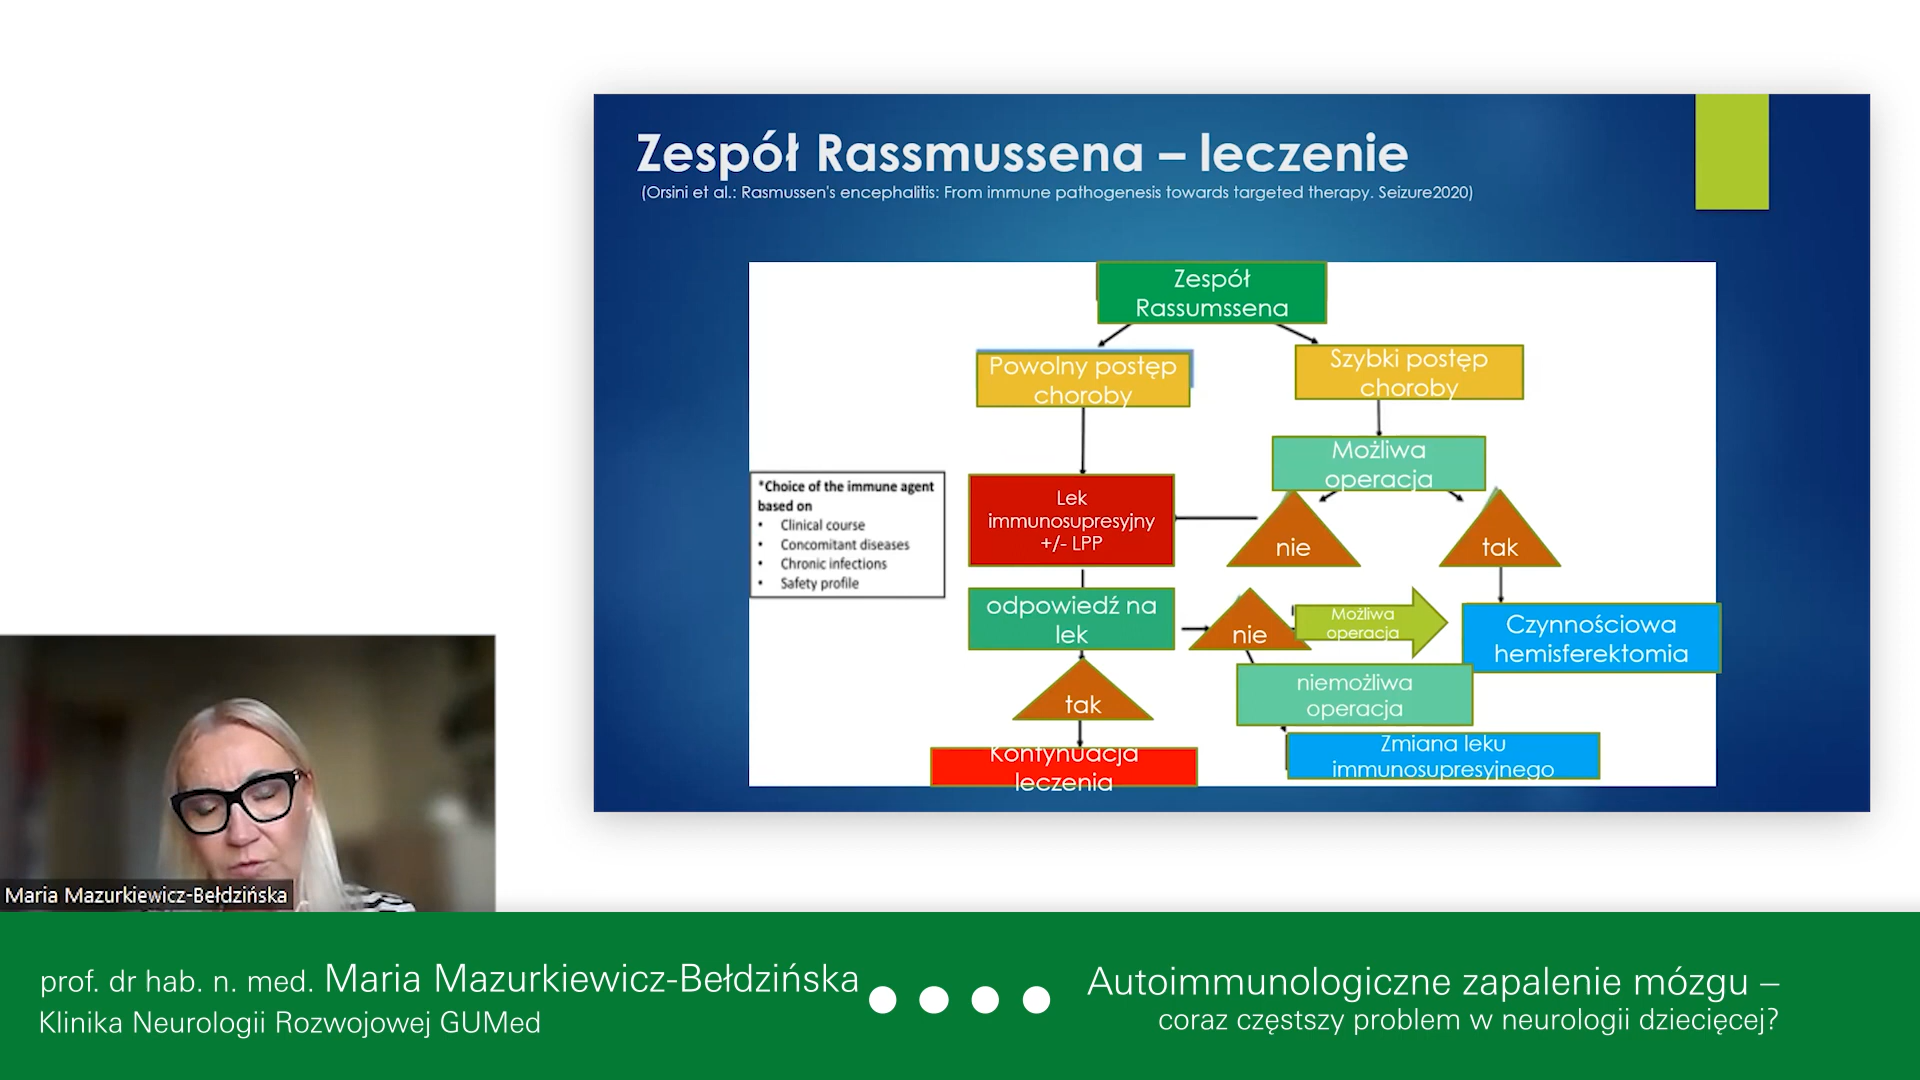 Zespół Rassmussena – leczenie
(Orsini et al.: Rasmussen's encephalitis: From immune pathogenesis towards targeted therapy. Seizure2020)
Zespół
Rassumssena
Powolny postęp
choroby
Szybki postęp
choroby
Możliwa
operacja
*Choice of the immune agent
based on
• Clinical course
• Concomitant diseases
• Chronic infections
• Safety profile
Lek
immunosupresyjny
+/- LPP
nie
tak
odpowiedź na
lek
nie
Możliwa
operacja
Czynnościowa
hemisferektomia
niemożliwa
operacja
tak
Kontynuacja
leczenia
Zmiana leku
immunosupresyjnego
Maria Mazurkiewicz-Bełdzińska
prof. dr hab. n. med. Maria Mazurkiewicz-Bełdzińska
Klinika Neurologii Rozwojowej GUMed
Autoimmunologiczne zapalenie mózgu –
coraz częstszy problem w neurologii dziecięcej?